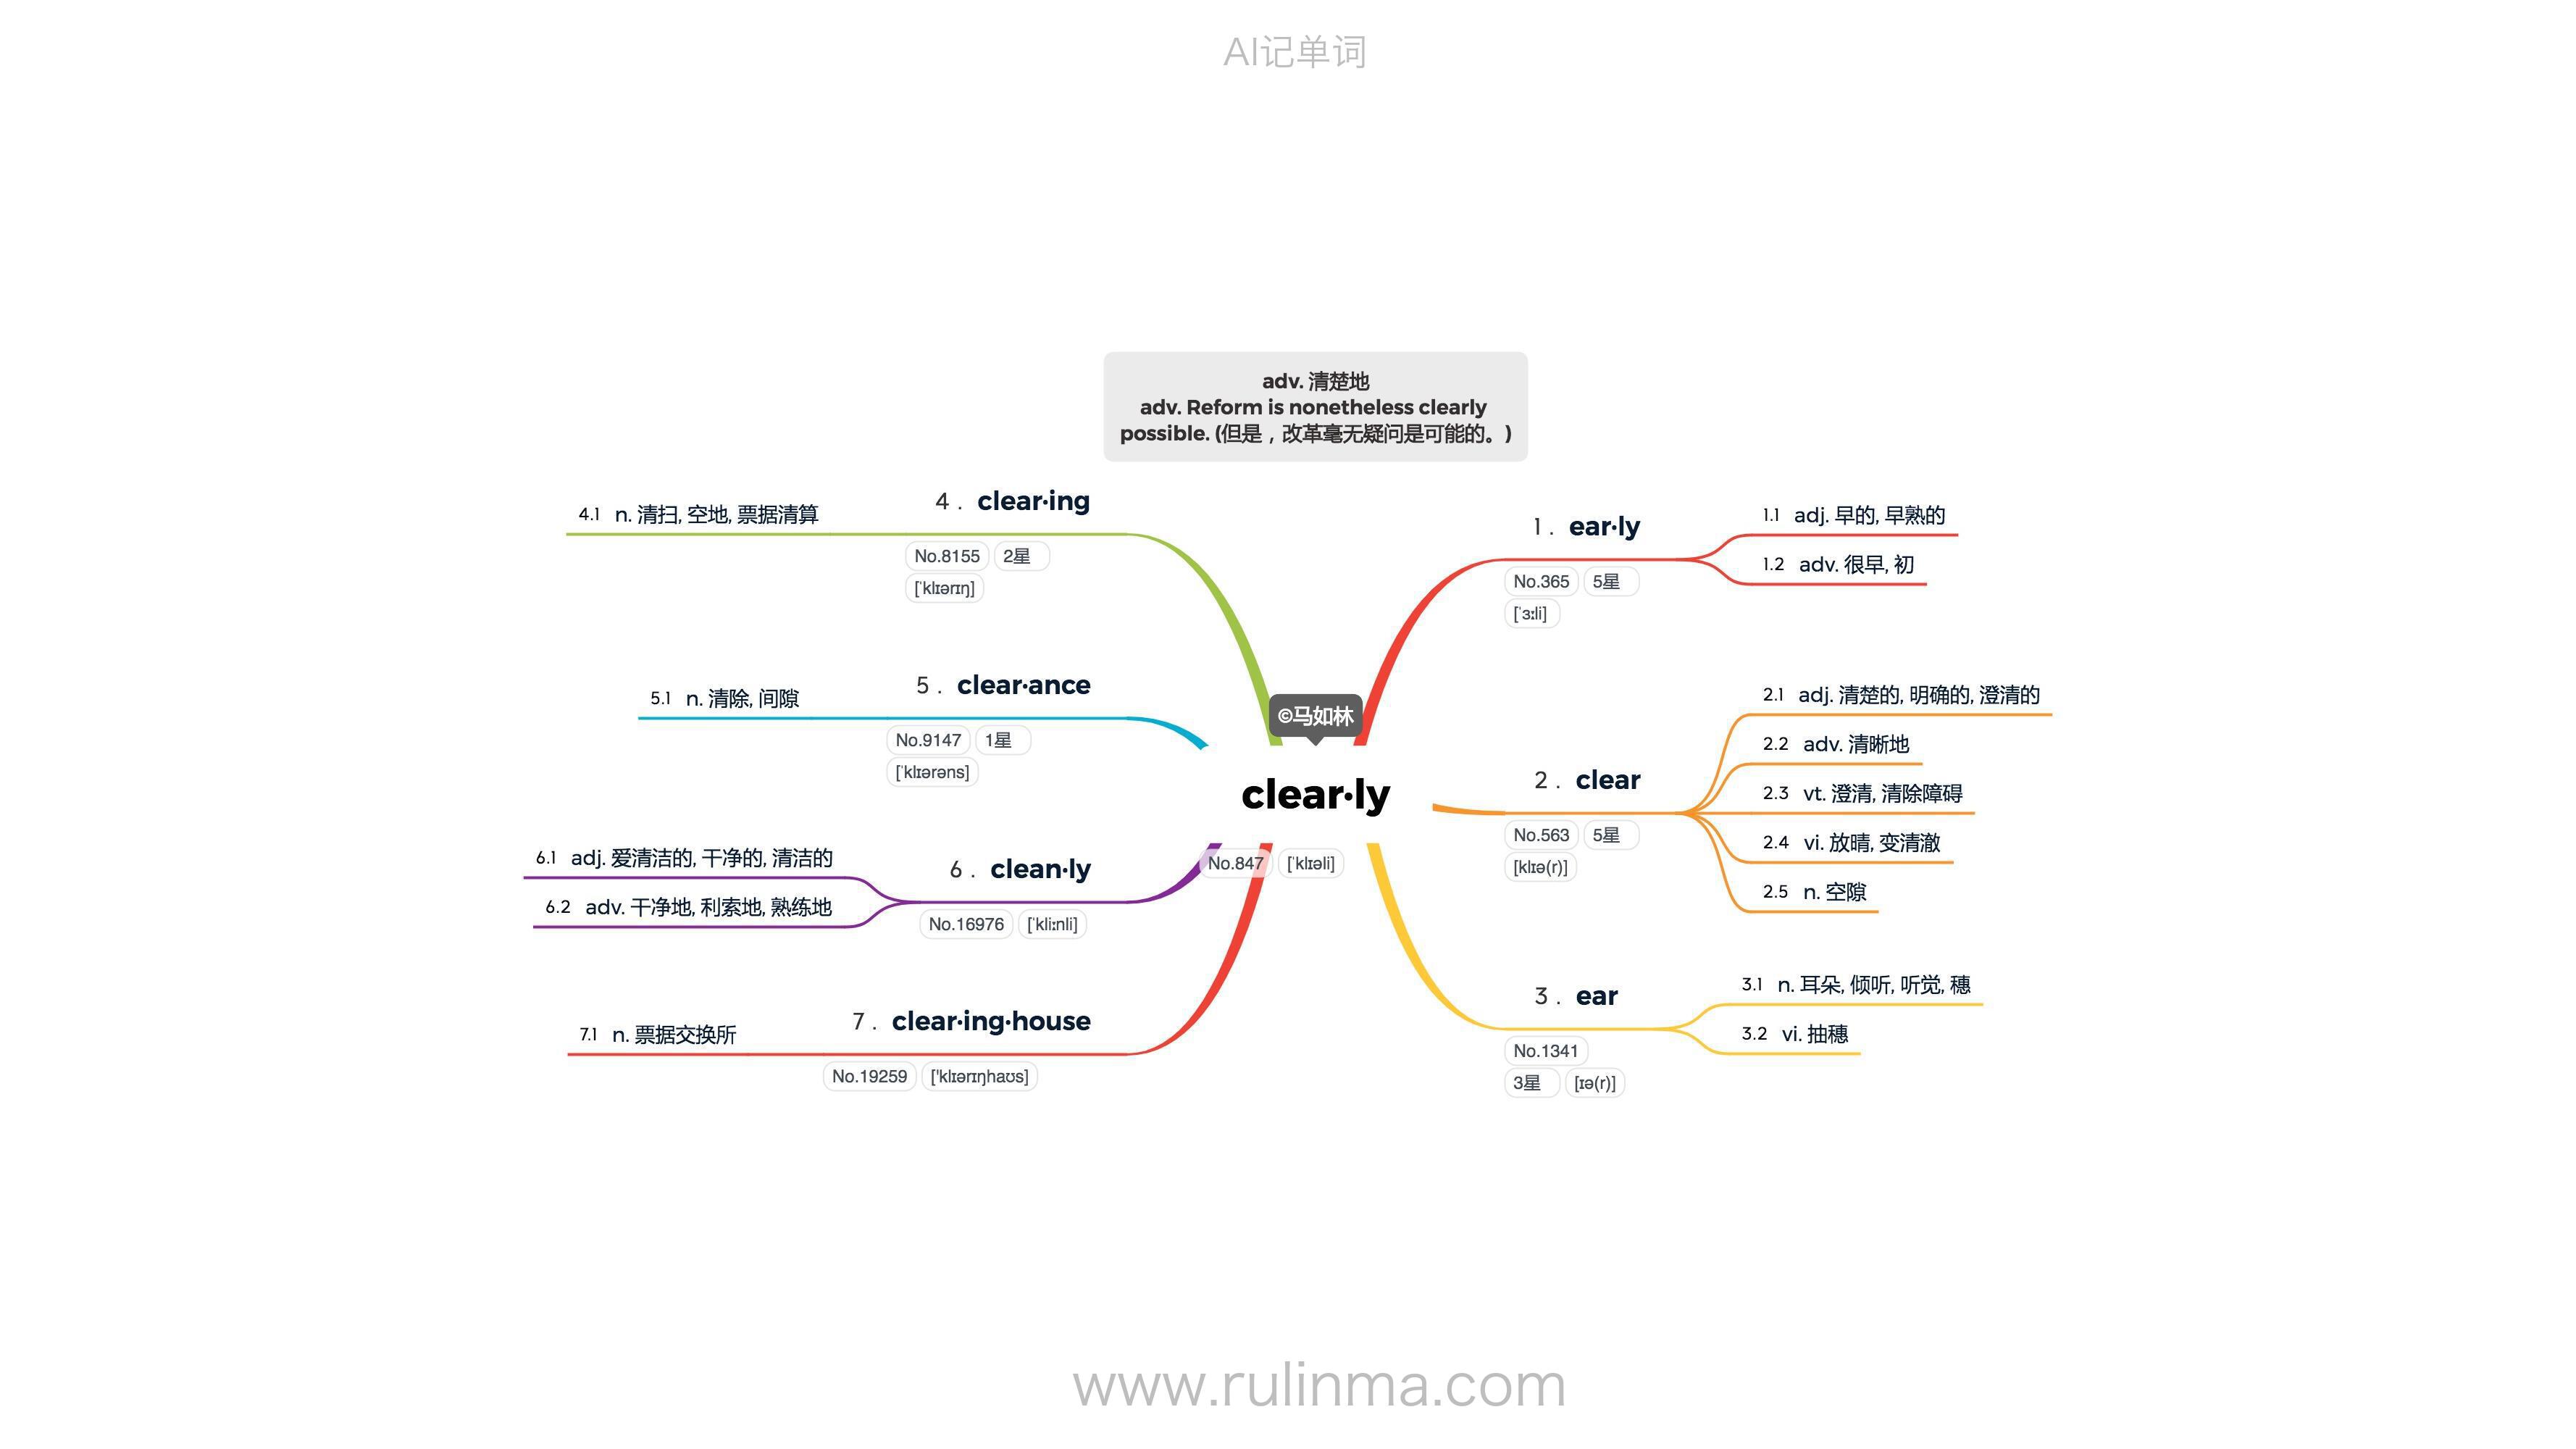 AI记单词
adv. 清楚地
adv. Reform is nonetheless clearly
possible. (但是，改革毫无疑问是可能的。)
©马如林
clear·ly
No.847 [ˈklɪəli]
1. ear·ly
No.365 5星
[ˈɜːli]
1.1 adj. 早的, 早熟的
1.2 adv. 很早, 初
2. clear
No.563 5星
[klɪə(r)]
2.1 adj. 清楚的, 明确的, 澄清的
2.2 adv. 清晰地
2.3 vt. 澄清, 清除障碍
2.4 vi. 放晴, 变清澈
2.5 n. 空隙
3. ear
No.1341
3星 [ɪə(r)]
3.1 n. 耳朵, 倾听, 听觉, 穗
3.2 vi. 抽穗
4. clear·ing
No.8155 2星
[ˈklɪərɪŋ]
4.1 n. 清扫, 空地, 票据清算
5. clear·ance
No.9147 1星
[ˈklɪərəns]
5.1 n. 清除, 间隙
6. clean·ly
No.16976 [ˈkliːnli]
6.1 adj. 爱清洁的, 干净的, 清洁的
6.2 adv. 干净地, 利索地, 熟练地
7. clear·ing·house
No.19259 [ˈklɪərɪŋhaʊs]
7.1 n. 票据交换所
www.rulinma.com